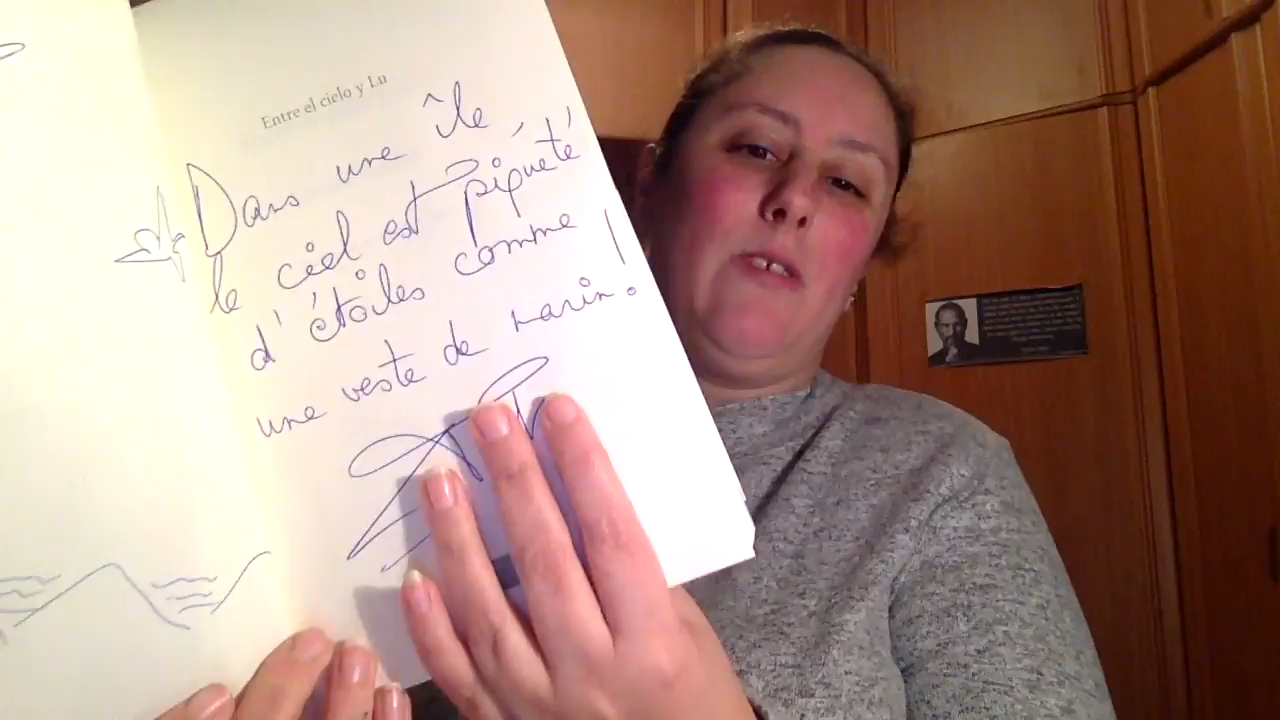 Entre el cielo y Lu
Dans une île,
le ciel est piqueté
d'étoiles comme
une veste de marin!